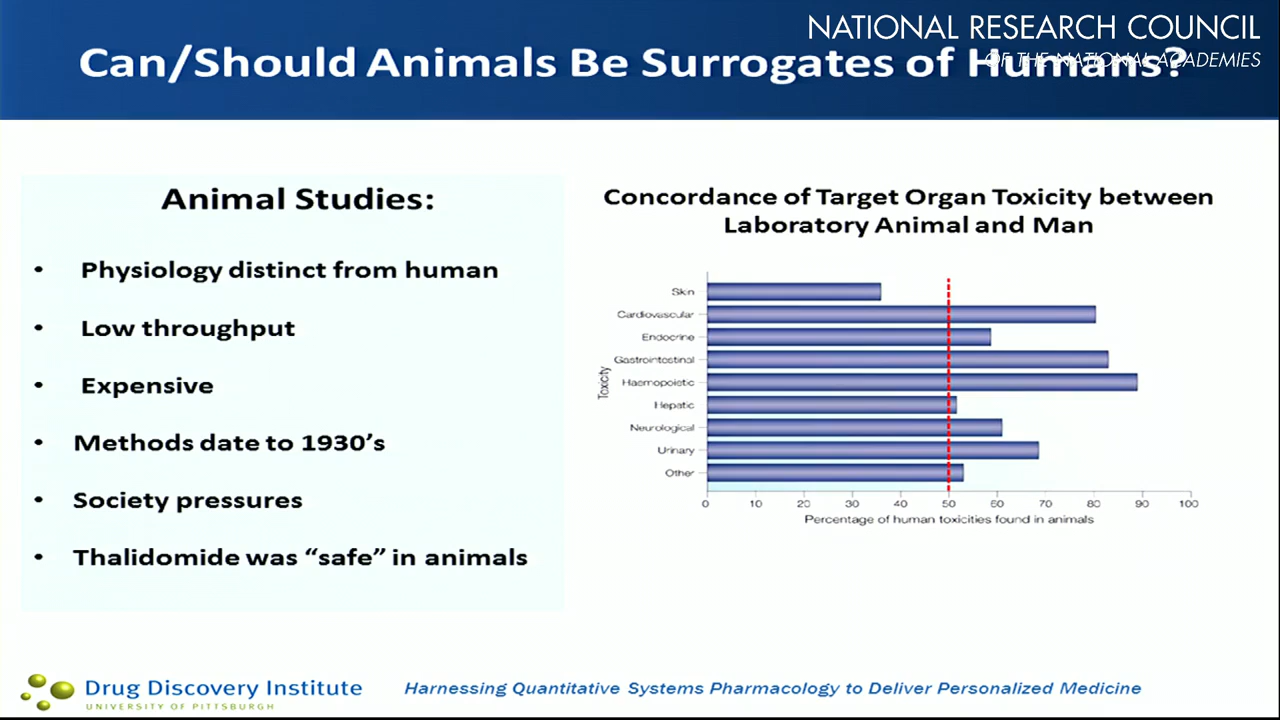 NATIONAL RESEARCH COUNCIL
OF THE NATIONAL ACADEMIES
Can/Should Animals Be Surrogates of Humans?
Animal Studies:
• Physiology distinct from human
• Low throughput
• Expensive
• Methods date to 1930’s
• Society pressures
• Thalidomide was “safe” in animals
Concordance of Target Organ Toxicity between
Laboratory Animal and Man
Toxicity
Skin
Cardiovascular
Endocrine
Gastrointestinal
Haemopoietic
Hepatic
Neurological
Urinary
Other
0 10 20 30 40 50 60 70 80 90 100
Percentage of human toxicities found in animals
Drug Discovery Institute
UNIVERSITY OF PITTSBURGH
Harnessing Quantitative Systems Pharmacology to Deliver Personalized Medicine